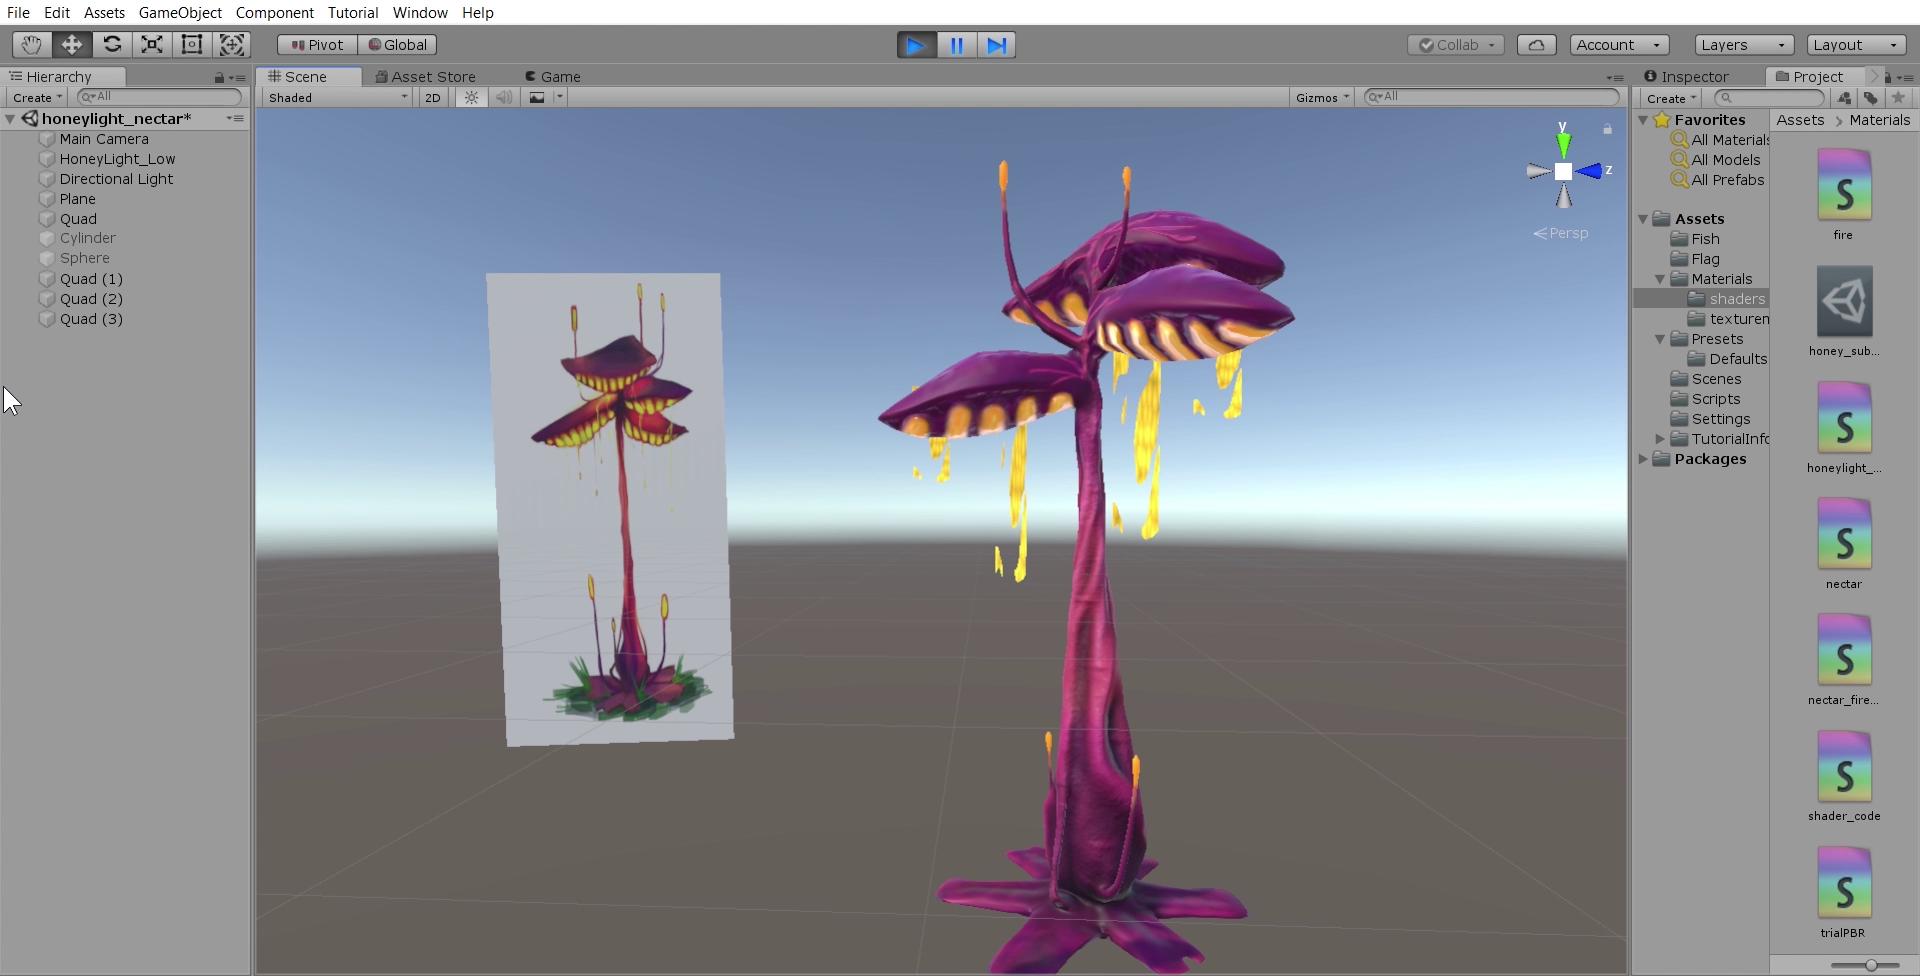 File Edit Assets GameObject Component Tutorial Window Help
Pivot Global Collab Account Layers Layout
Hierarchy Scene Asset Store Game Inspector Project
Create All Shaded 2D Gizmos All Create
honeylight_nectar*
Main Camera
HoneyLight_Low
Directional Light
Plane
Quad
Cylinder
Sphere
Quad (1)
Quad (2)
Quad (3)
y
z
Persp
Favorites
All Materials
All Models
All Prefabs
Assets
Fish
Flag
Materials
shaders
texturen
Presets
Defaults
Scenes
Scripts
Settings
TutorialInfo
Packages
Assets > Materials
S
fire
honey_sub...
S
honeylight_...
S
nectar
S
nectar_fire...
S
shader_code
S
trialPBR